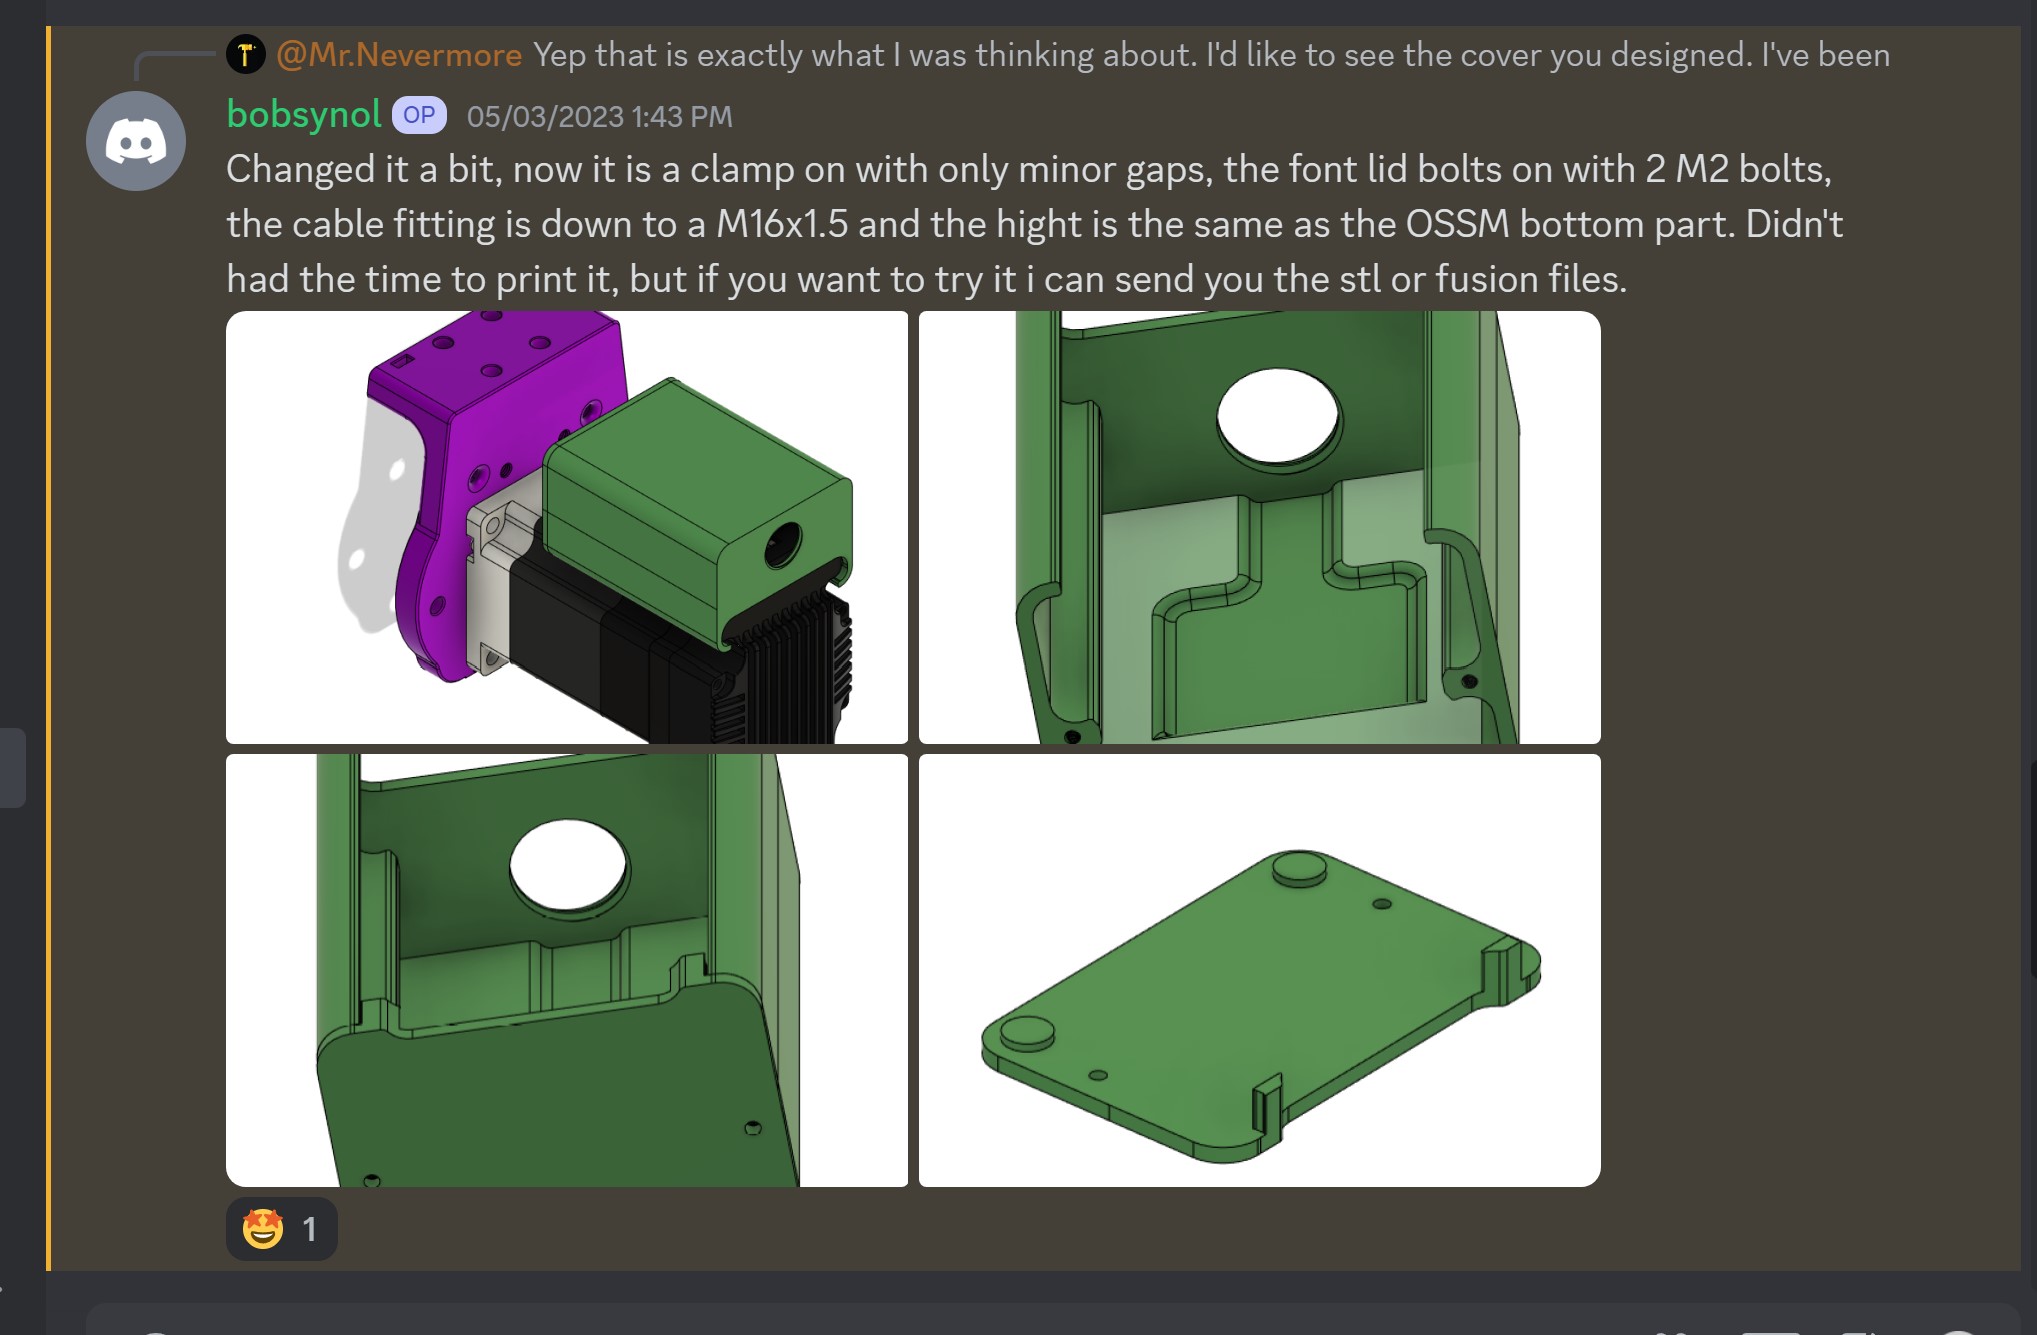 @Mr.Nevermore Yep that is exactly what I was thinking about. I'd like to see the cover you designed. I've been
bobsynol OP 05/03/2023 1:43 PM
Changed it a bit, now it is a clamp on with only minor gaps, the font lid bolts on with 2 M2 bolts,
the cable fitting is down to a M16x1.5 and the hight is the same as the OSSM bottom part. Didn't
had the time to print it, but if you want to try it i can send you the stl or fusion files.
1